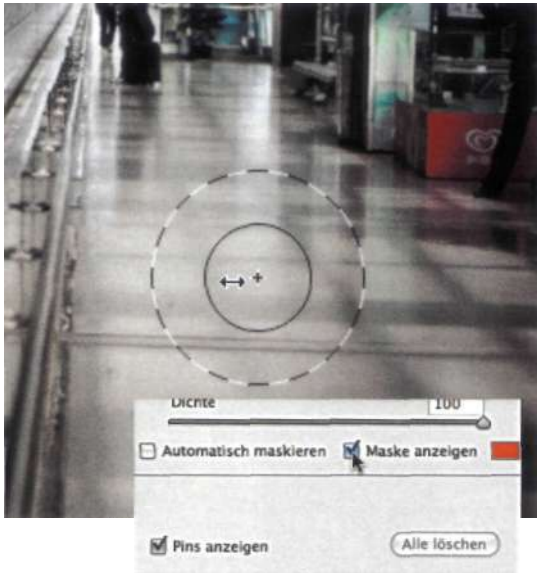 Dichte 100
Automatisch maskieren Maske anzeigen
Pins anzeigen Alle löschen